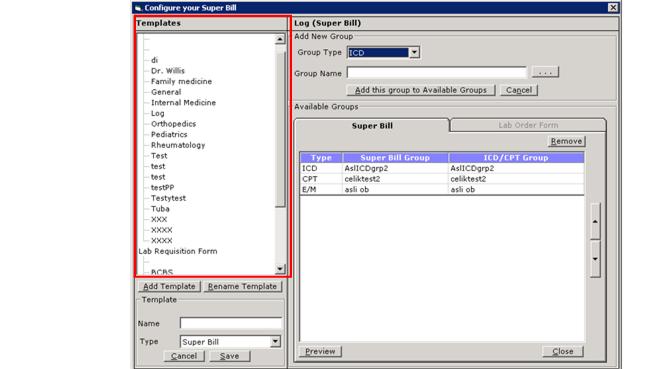 Configure your Super Bill
Templates
di
Dr. Willis
Family medicine
General
Internal Medicine
Log
Orthopedics
Pediatrics
Rheumatology
Test
test
test
testPP
Testytest
Tuba
XXX
XXXX
XXXX
Lab Requisition Form
BCBS
Add Template Rename Template
Template
Name
Type Super Bill
Cancel Save
Log (Super Bill)
Add New Group
Group Type ICD
Group Name ...
Add this group to Available Groups Cancel
Available Groups
Super Bill Lab Order Form
Remove
Type Super Bill Group ICD/CPT Group
ICD AslICDgrp2 AslICDgrp2
CPT celiktest2 celiktest2
E/M asli ob asli ob
Preview Close